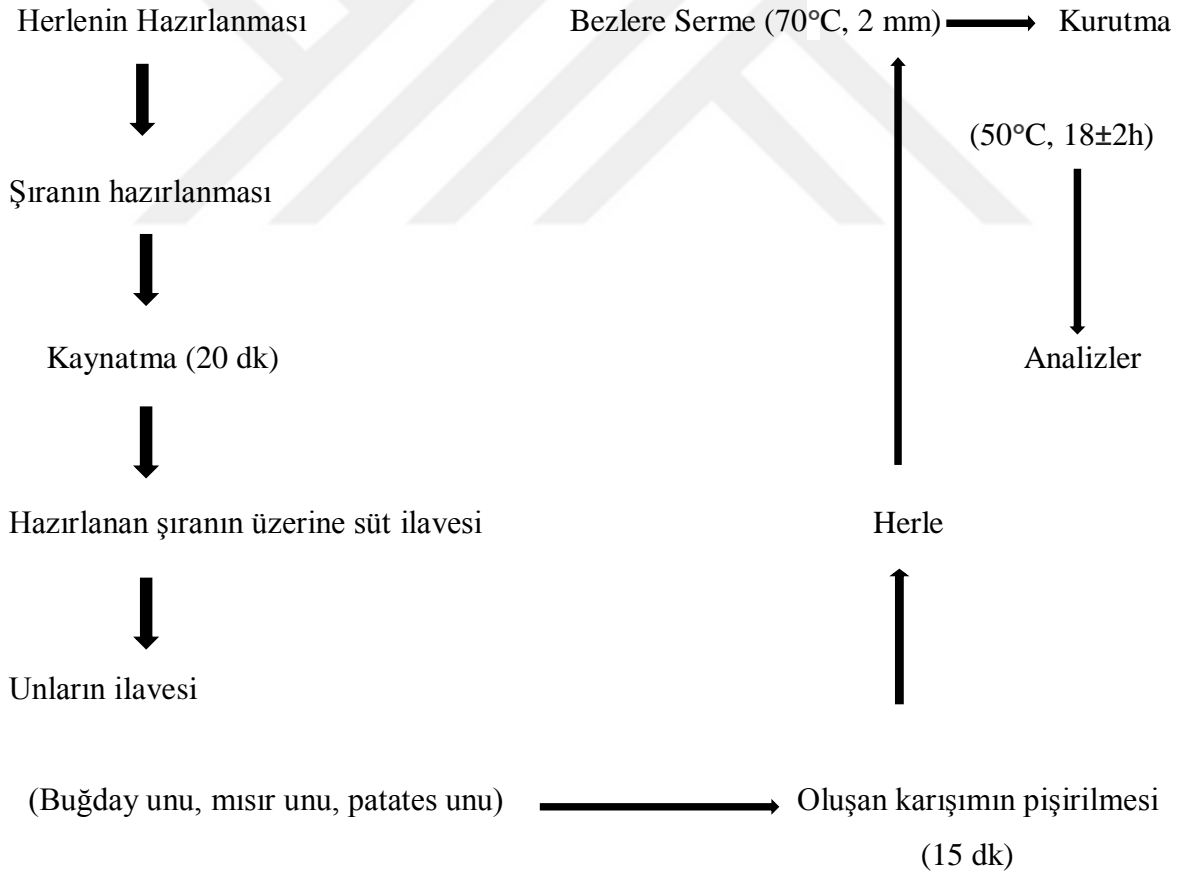 Herlenin Hazırlanması
Şıranın hazırlanması
Kaynatma (20 dk)
Hazırlanan şıranın üzerine süt ilavesi
Unların ilavesi
(Buğday unu, mısır unu, patates unu)
Oluşan karışımın pişirilmesi
(15 dk)
Herle
Bezlere Serme (70°C, 2 mm)
Kurutma
(50°C, 18±2h)
Analizler